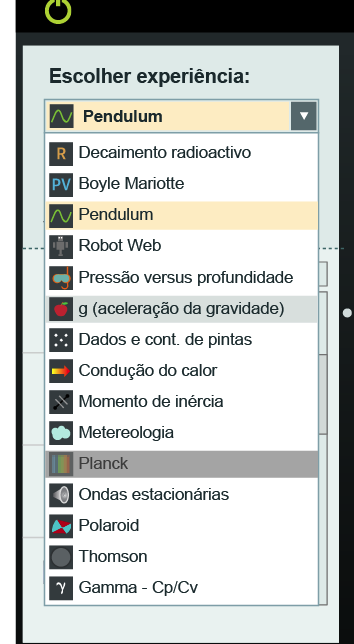 Escolher experiência:
Pendulum
R Decaimento radioactivo
PV Boyle Mariotte
Pendulum
Robot Web
Pressão versus profundidade
g (aceleração da gravidade)
Dados e cont. de pintas
Condução do calor
Momento de inércia
Metereologia
Planck
Ondas estacionárias
Polaroid
Thomson
γ Gamma - Cp/Cv